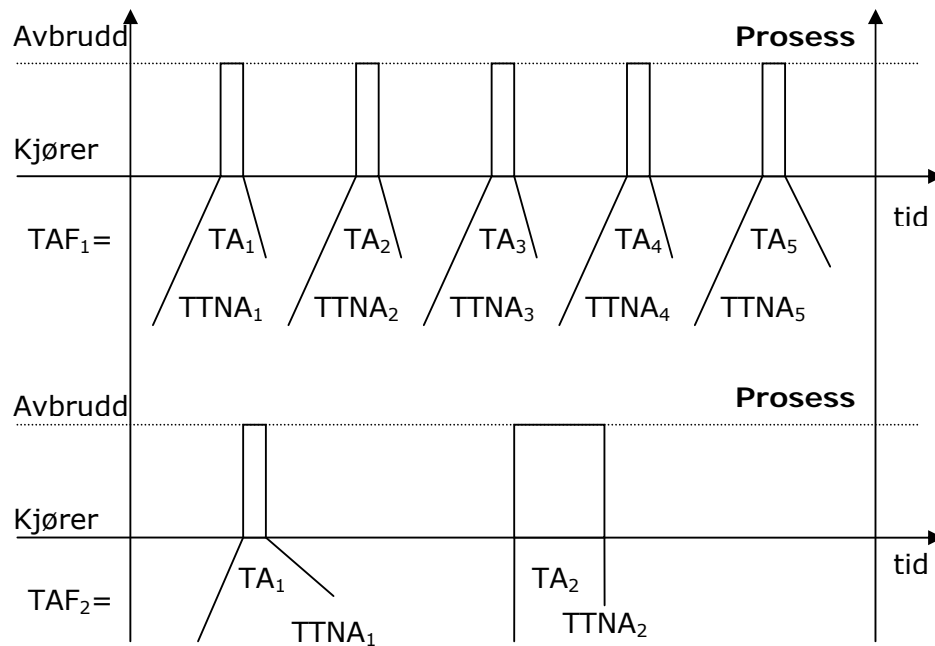 Avbrudd Prosess
Kjører
tid
TAF₁= TA₁ TA₂ TA₃ TA₄ TA₅
TTNA₁ TTNA₂ TTNA₃ TTNA₄ TTNA₅
Avbrudd Prosess
Kjører
tid
TAF₂= TA₁ TA₂
TTNA₁ TTNA₂